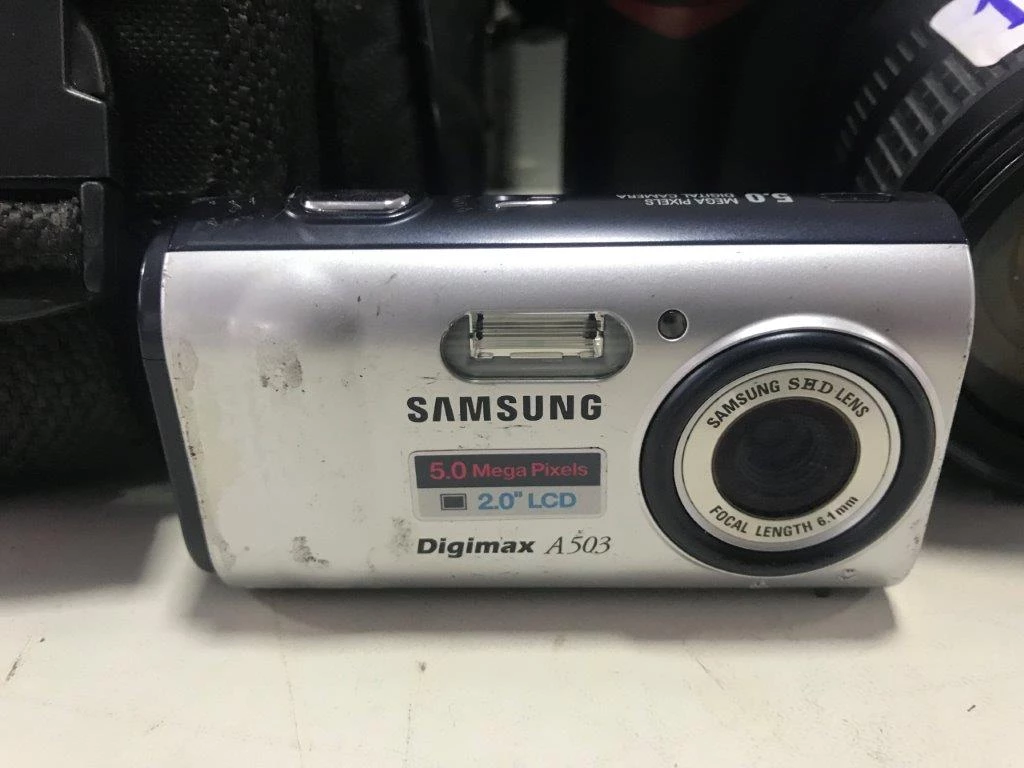 5.0 MEGA PIXELS
DIGITAL CAMERA
SAMSUNG
5.0 Mega Pixels
2.0" LCD
Digimax A503
SAMSUNG SHD LENS
FOCAL LENGTH 6.1mm